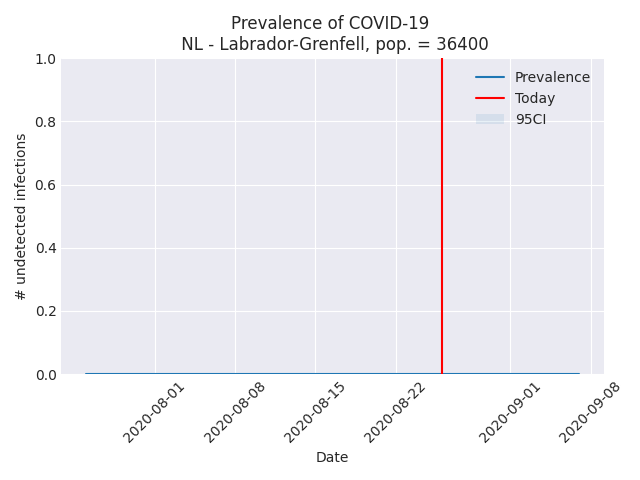 Prevalence of COVID-19
NL - Labrador-Grenfell, pop. = 36400
Prevalence
Today
95CI
# undetected infections
1.0
0.8
0.6
0.4
0.2
0.0
2020-08-01
2020-08-08
2020-08-15
2020-08-22
2020-09-01
2020-09-08
Date